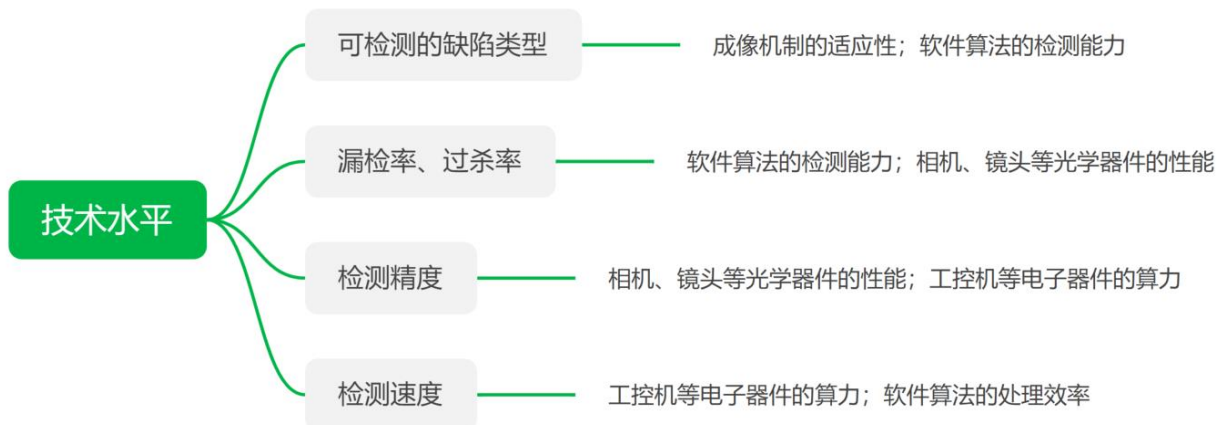 可检测的缺陷类型
成像机制的适应性；软件算法的检测能力
漏检率、过杀率
软件算法的检测能力；相机、镜头等光学器件的性能
技术水平
检测精度
相机、镜头等光学器件的性能；工控机等电子器件的算力
检测速度
工控机等电子器件的算力；软件算法的处理效率